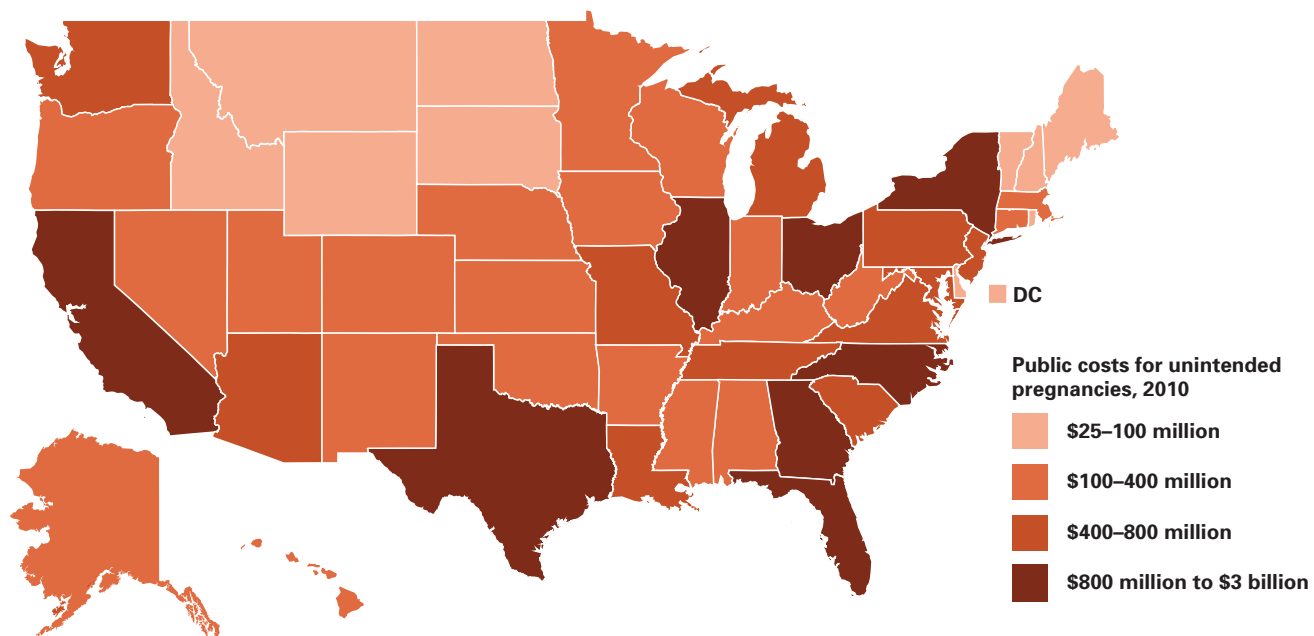 DC
Public costs for unintended
pregnancies, 2010
$25–100 million
$100–400 million
$400–800 million
$800 million to $3 billion